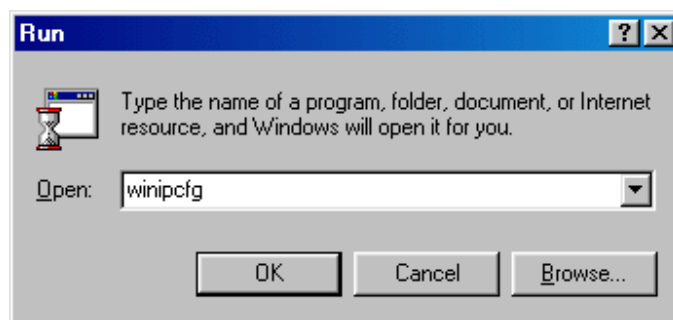 Run
Type the name of a program, folder, document, or Internet
resource, and Windows will open it for you.
Open: winipcfg
OK Cancel Browse...